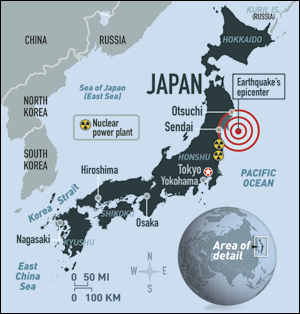 KURIL IS.
(RUSSIA)
CHINA
RUSSIA
HOKKAIDO
Sea of Japan
(East Sea)
JAPAN
Earthquake's
epicenter
NORTH
KOREA
Otsuchi
Nuclear
power plant
Sendai
SOUTH
KOREA
HONSHU
Hiroshima
Tokyo
Yokohama
PACIFIC
OCEAN
Korea Strait
SHIKOKU
Osaka
Nagasaki
KYUSHU
Area of
detail
East
China
Sea
0 50 MI
0 100 KM
N
W
E
S